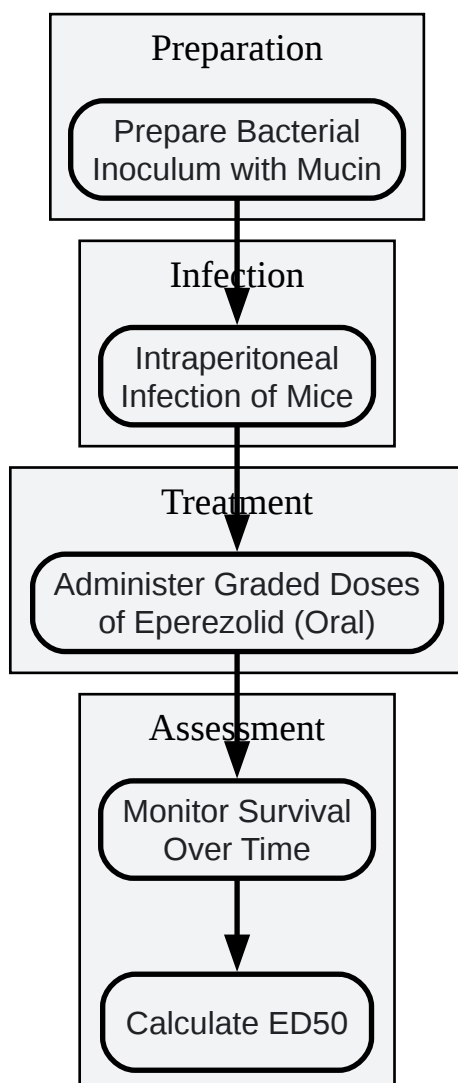 Preparation
Prepare Bacterial
Inoculum with Mucin
Infection
Intraperitoneal
Infection of Mice
Treatment
Administer Graded Doses
of Eperezolid (Oral)
Assessment
Monitor Survival
Over Time
Calculate ED50